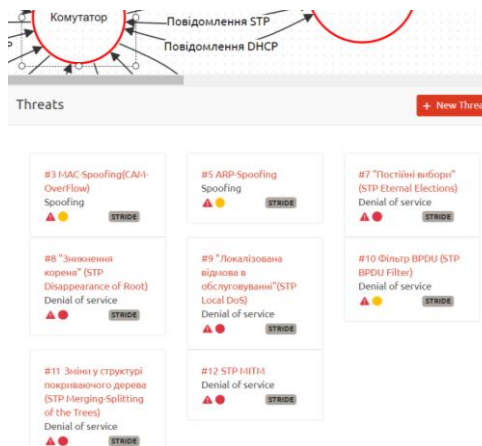 Комутатор
Повідомлення STP
Повідомлення DHCP
Threats
+ New Threa
#3 MAC-Spoofing(CAM-
OverFlow)
Spoofing
STRIDE
#5 ARP-Spoofing
Spoofing
STRIDE
#7 "Постійні вибори"
(STP Eternal Elections)
Denial of service
STRIDE
#8 "Зникнення
кореня" (STP
Disappearance of Root)
Denial of service
STRIDE
#9 "Локалізована
відмова в
обслуговуванні"(STP
Local DoS)
Denial of service
STRIDE
#10 Фільтр BPDU (STP
BPDU Filter)
Denial of service
STRIDE
#11 Зміни у структурі
покриваючого дерева
(STP Merging-Splitting
of the Trees)
Denial of service
STRIDE
#12 STP MITM
Denial of service
STRIDE